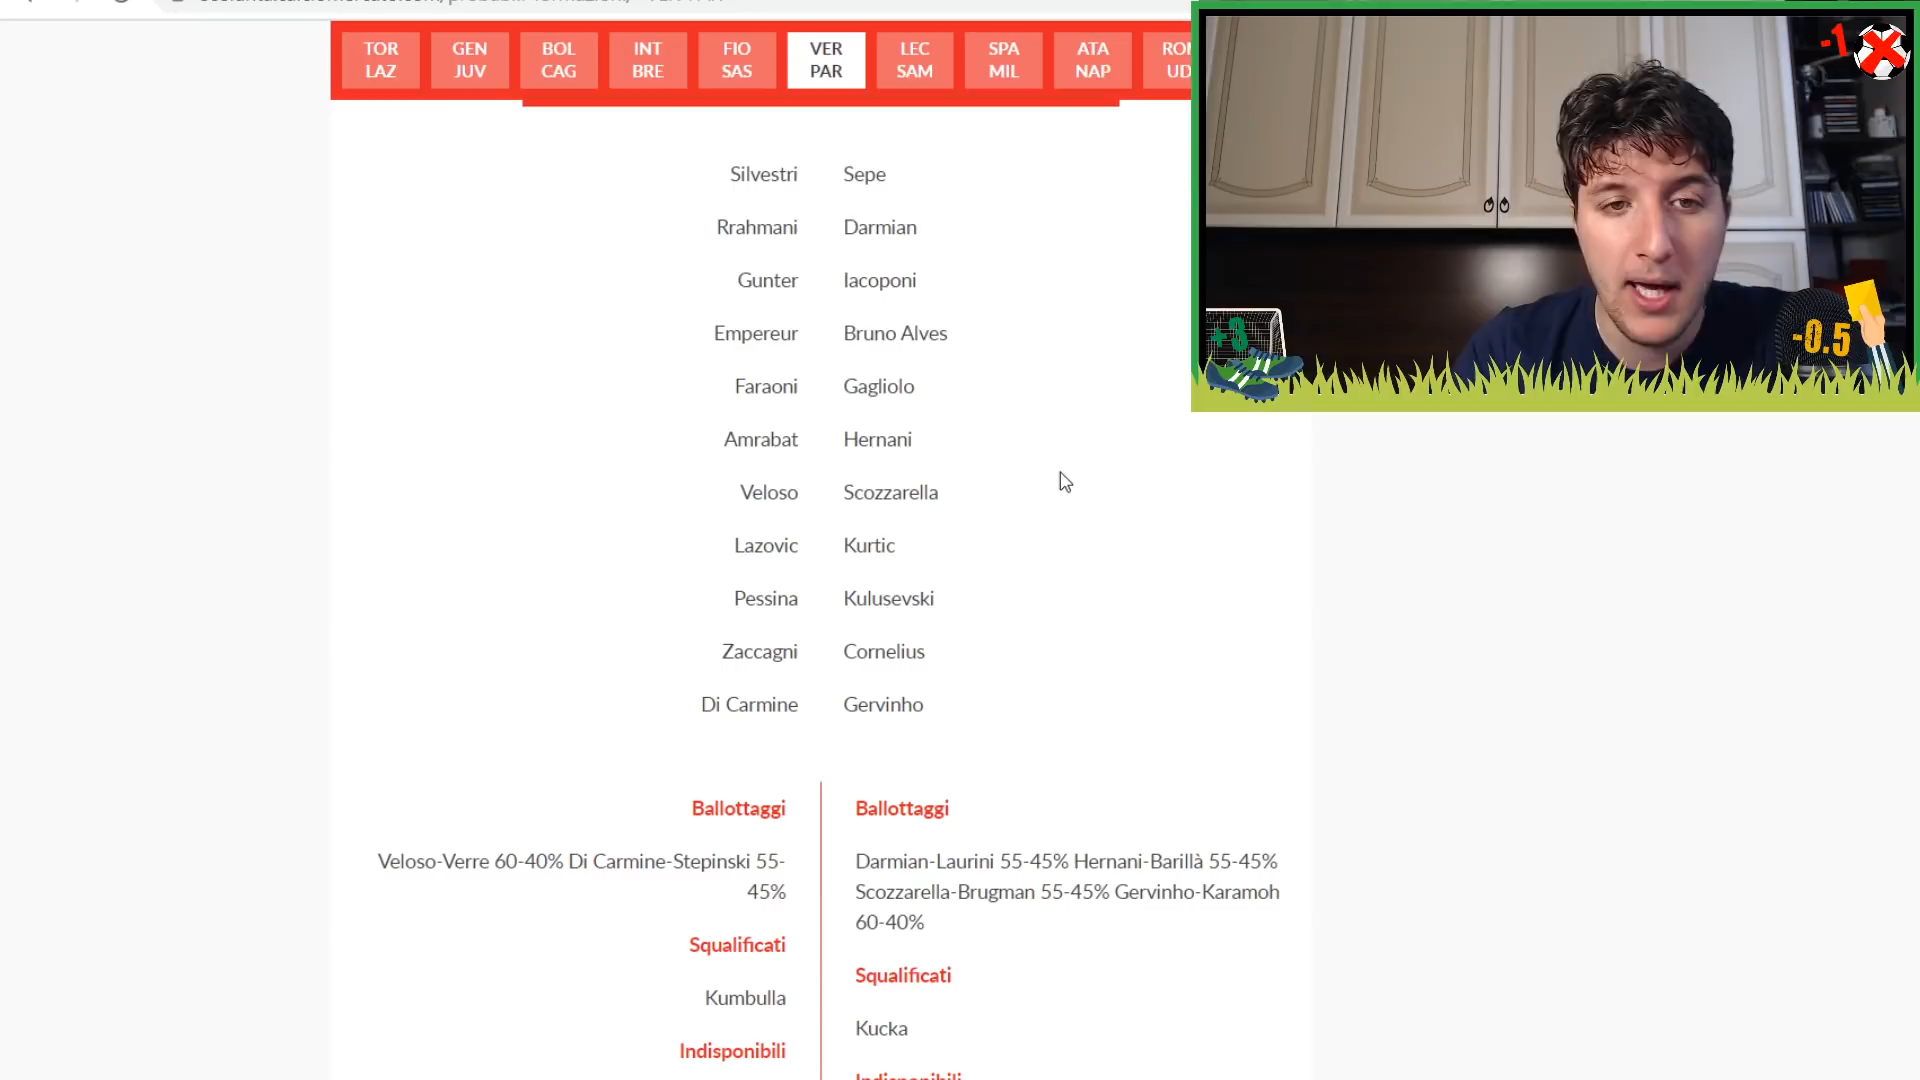 TOR LAZ
GEN JUV
BOL CAG
INT BRE
FIO SAS
VER PAR
LEC SAM
SPA MIL
ATA NAP
-1
+3
-0.5
Silvestri Sepe
Rrahmani Darmian
Gunter Iacoponi
Empereur Bruno Alves
Faraoni Gagliolo
Amrabat Hernani
Veloso Scozzarella
Lazovic Kurtic
Pessina Kulusevski
Zaccagni Cornelius
Di Carmine Gervinho
Ballottaggi
Veloso-Verre 60-40% Di Carmine-Stepinski 55-
45%
Squalificati
Kumbulla
Indisponibili
Ballottaggi
Darmian-Laurini 55-45% Hernani-Barillà 55-45%
Scozzarella-Brugman 55-45% Gervinho-Karamoh
60-40%
Squalificati
Kucka